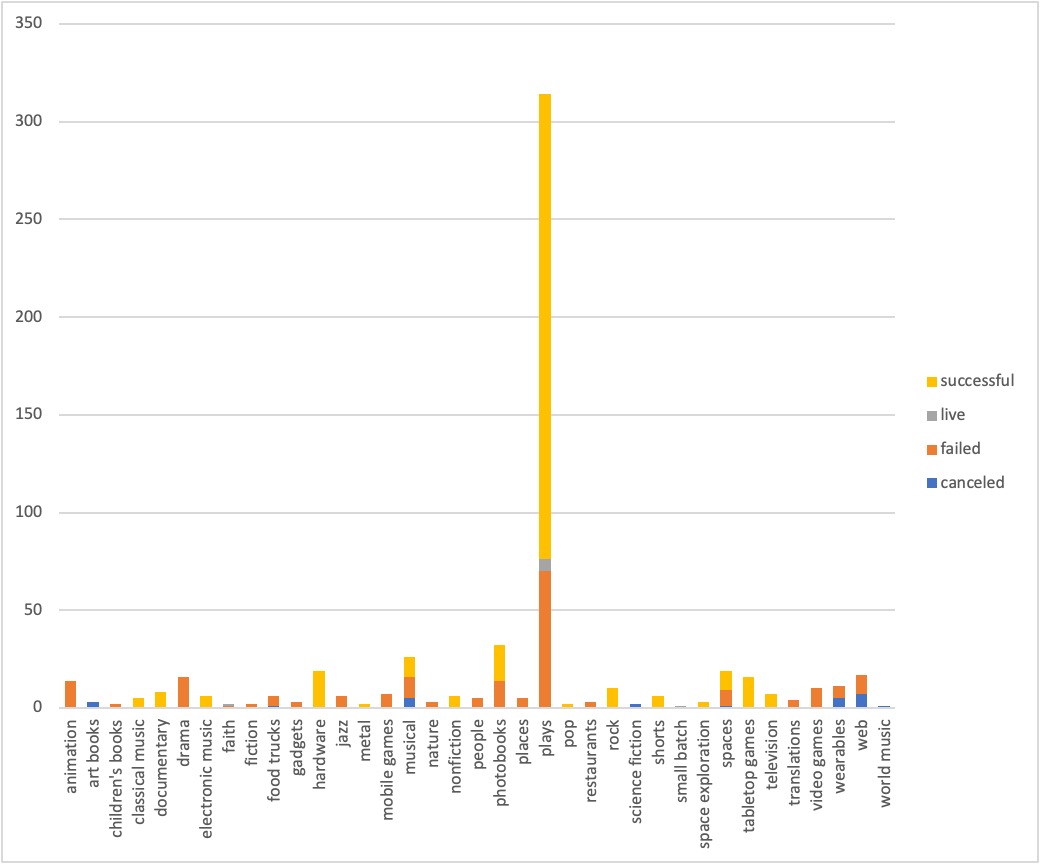 350
300
250
200
150
100
50
0
successful
live
failed
canceled
animation
art books
children's books
classical music
documentary
drama
electronic music
faith
fiction
food trucks
gadgets
hardware
jazz
metal
mobile games
musical
nature
nonfiction
people
photobooks
places
plays
pop
restaurants
rock
science fiction
shorts
small batch
space exploration
spaces
tabletop games
television
translations
video games
wearables
web
world music